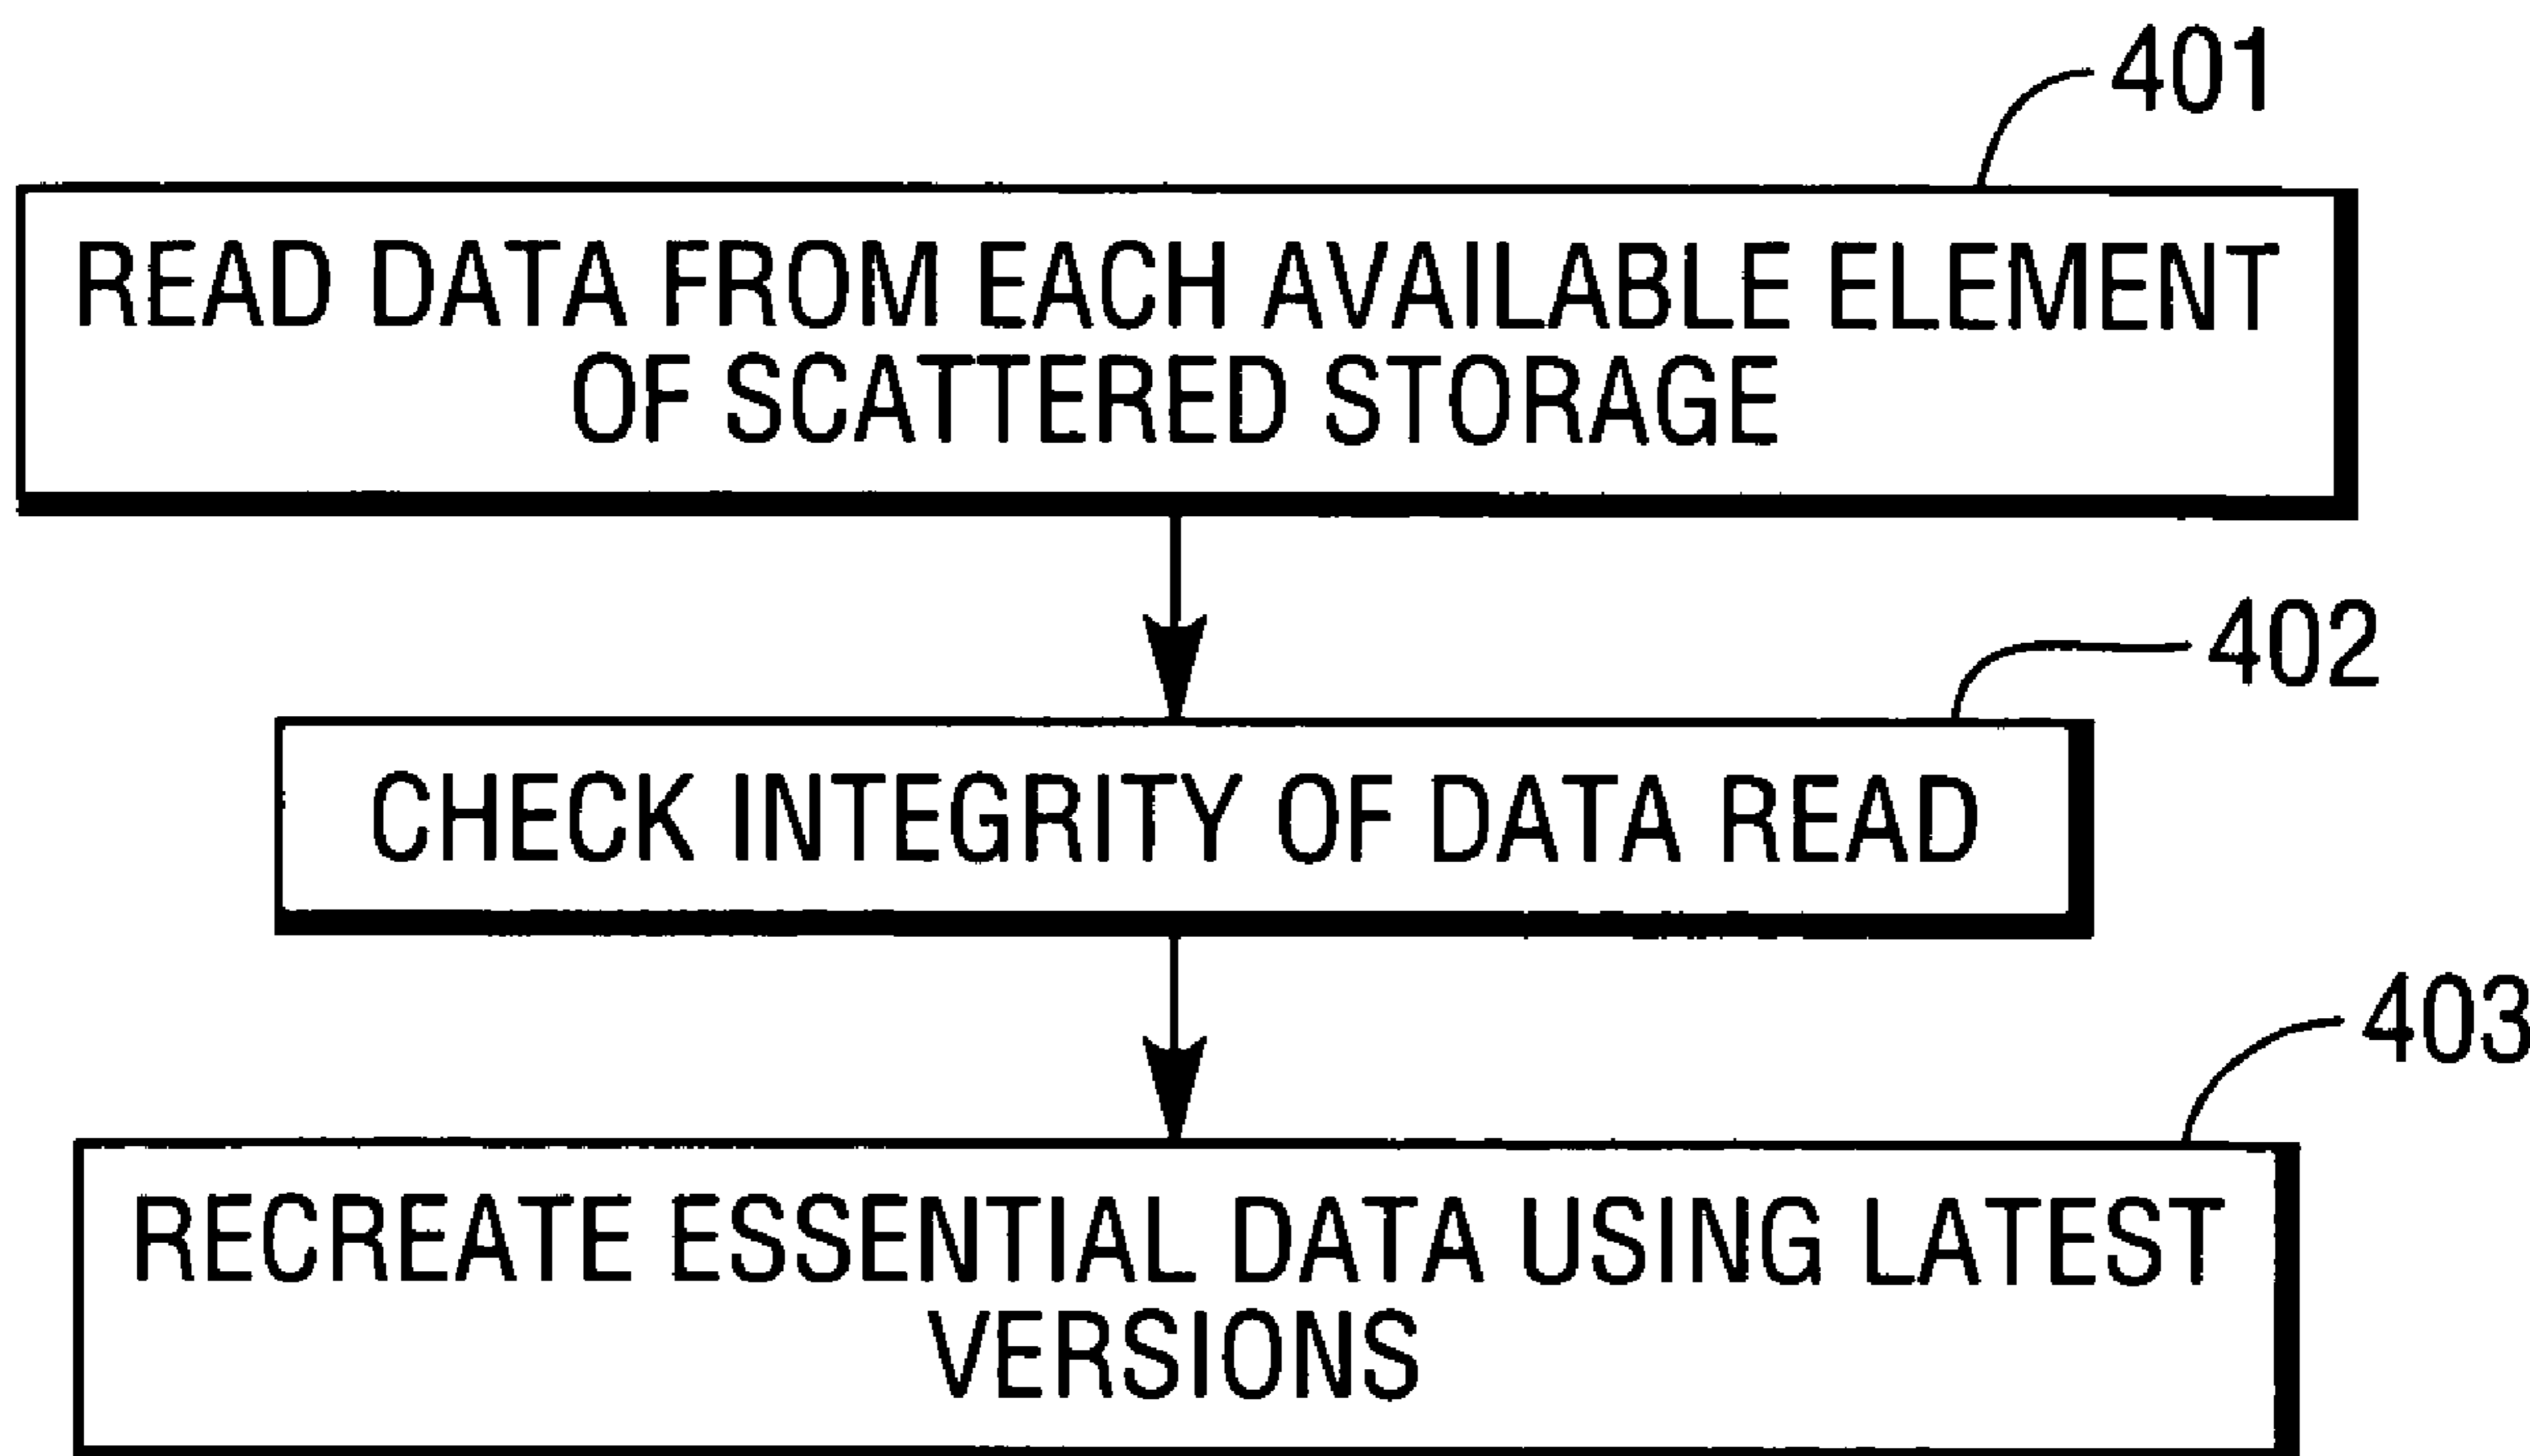 401
READ DATA FROM EACH AVAILABLE ELEMENT
OF SCATTERED STORAGE
402
CHECK INTEGRITY OF DATA READ
403
RECREATE ESSENTIAL DATA USING LATEST
VERSIONS